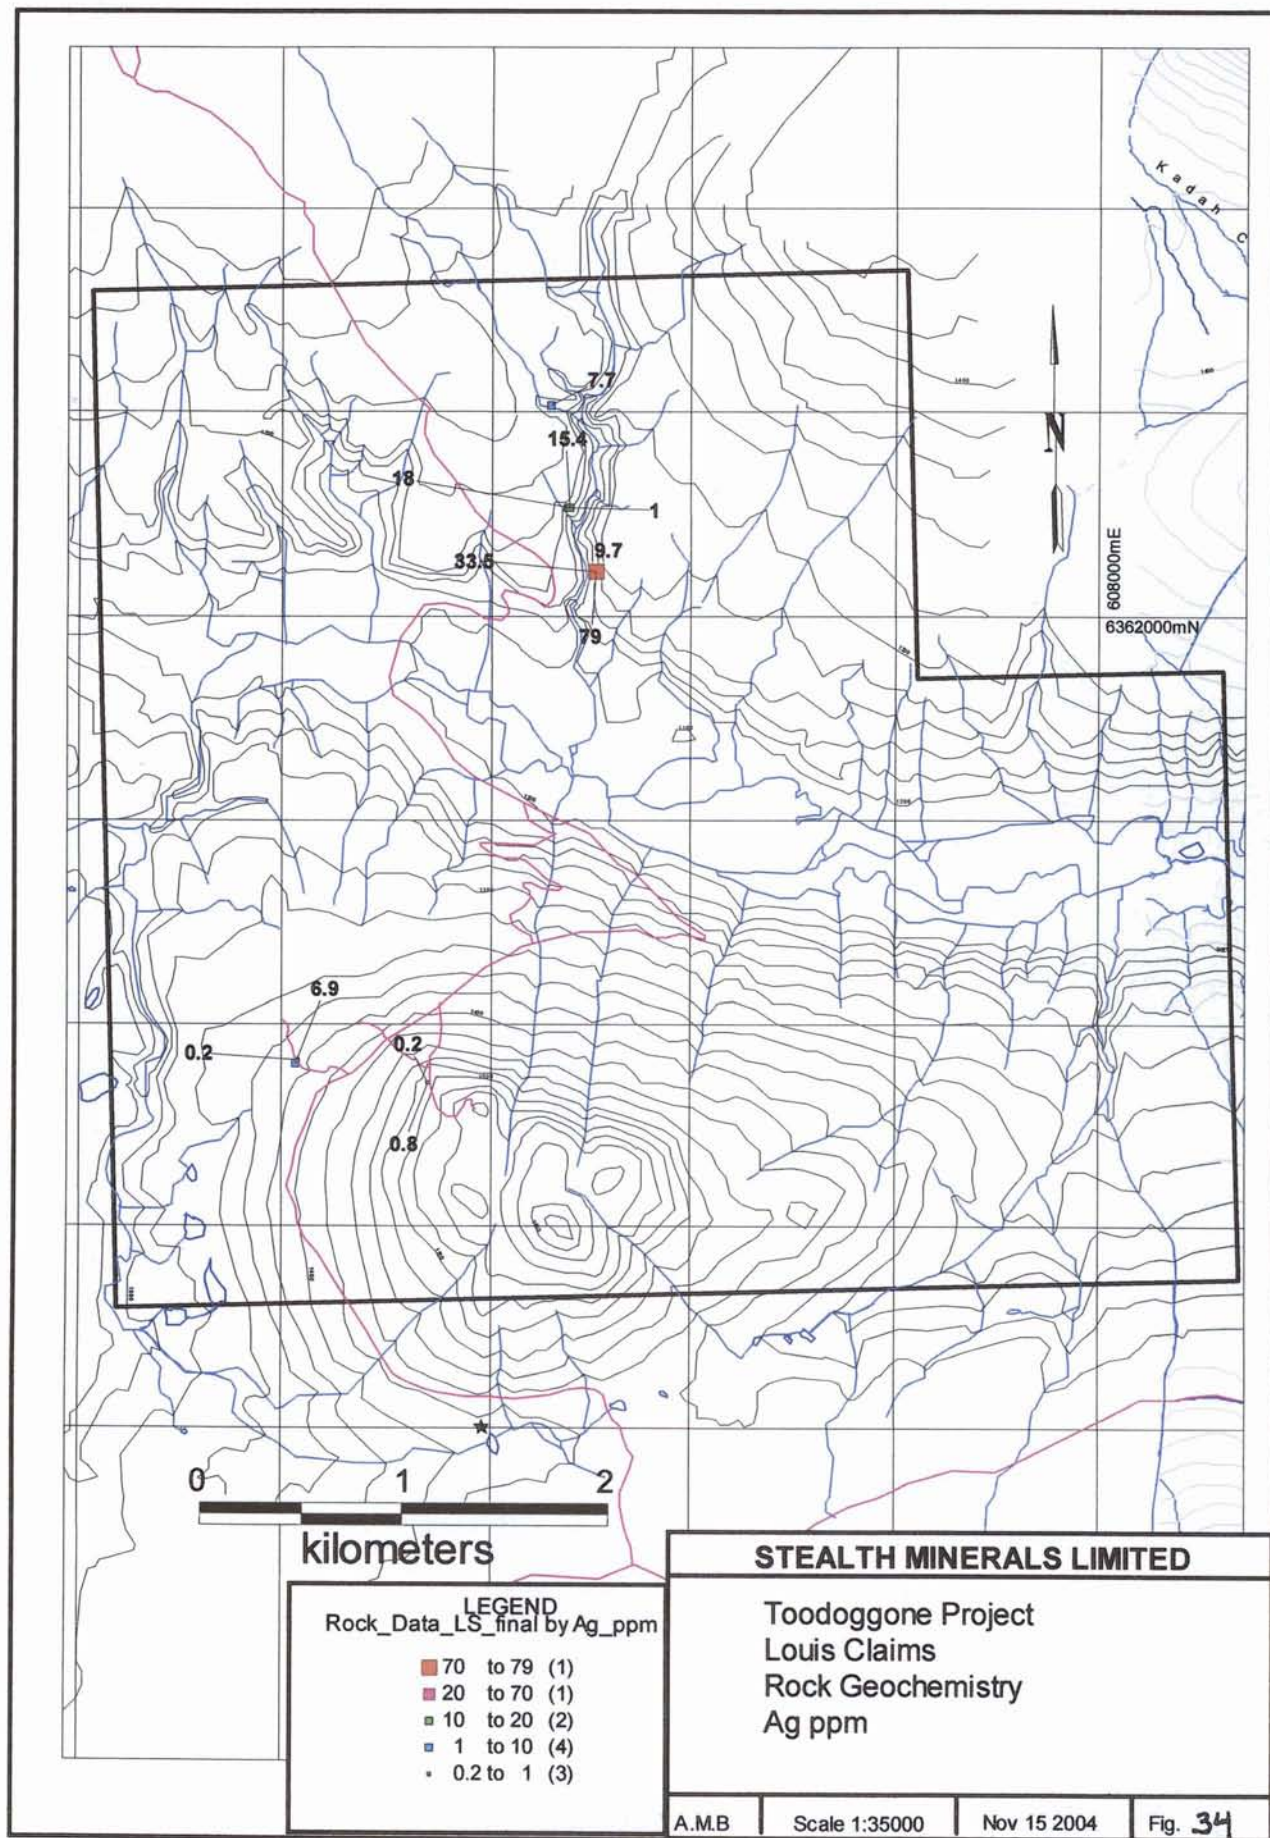 Kadah C
7.7
15.4
18
1
N
33.5
9.7
79
608000mE
6362000mN
6.9
0.2
0.2
0.8
0 1 2
kilometers
LEGEND
Rock_Data_LS_final by Ag_ppm
70 to 79 (1)
20 to 70 (1)
10 to 20 (2)
1 to 10 (4)
0.2 to 1 (3)
STEALTH MINERALS LIMITED
Toodoggone Project
Louis Claims
Rock Geochemistry
Ag ppm
A.M.B Scale 1:35000 Nov 15 2004 Fig. 34